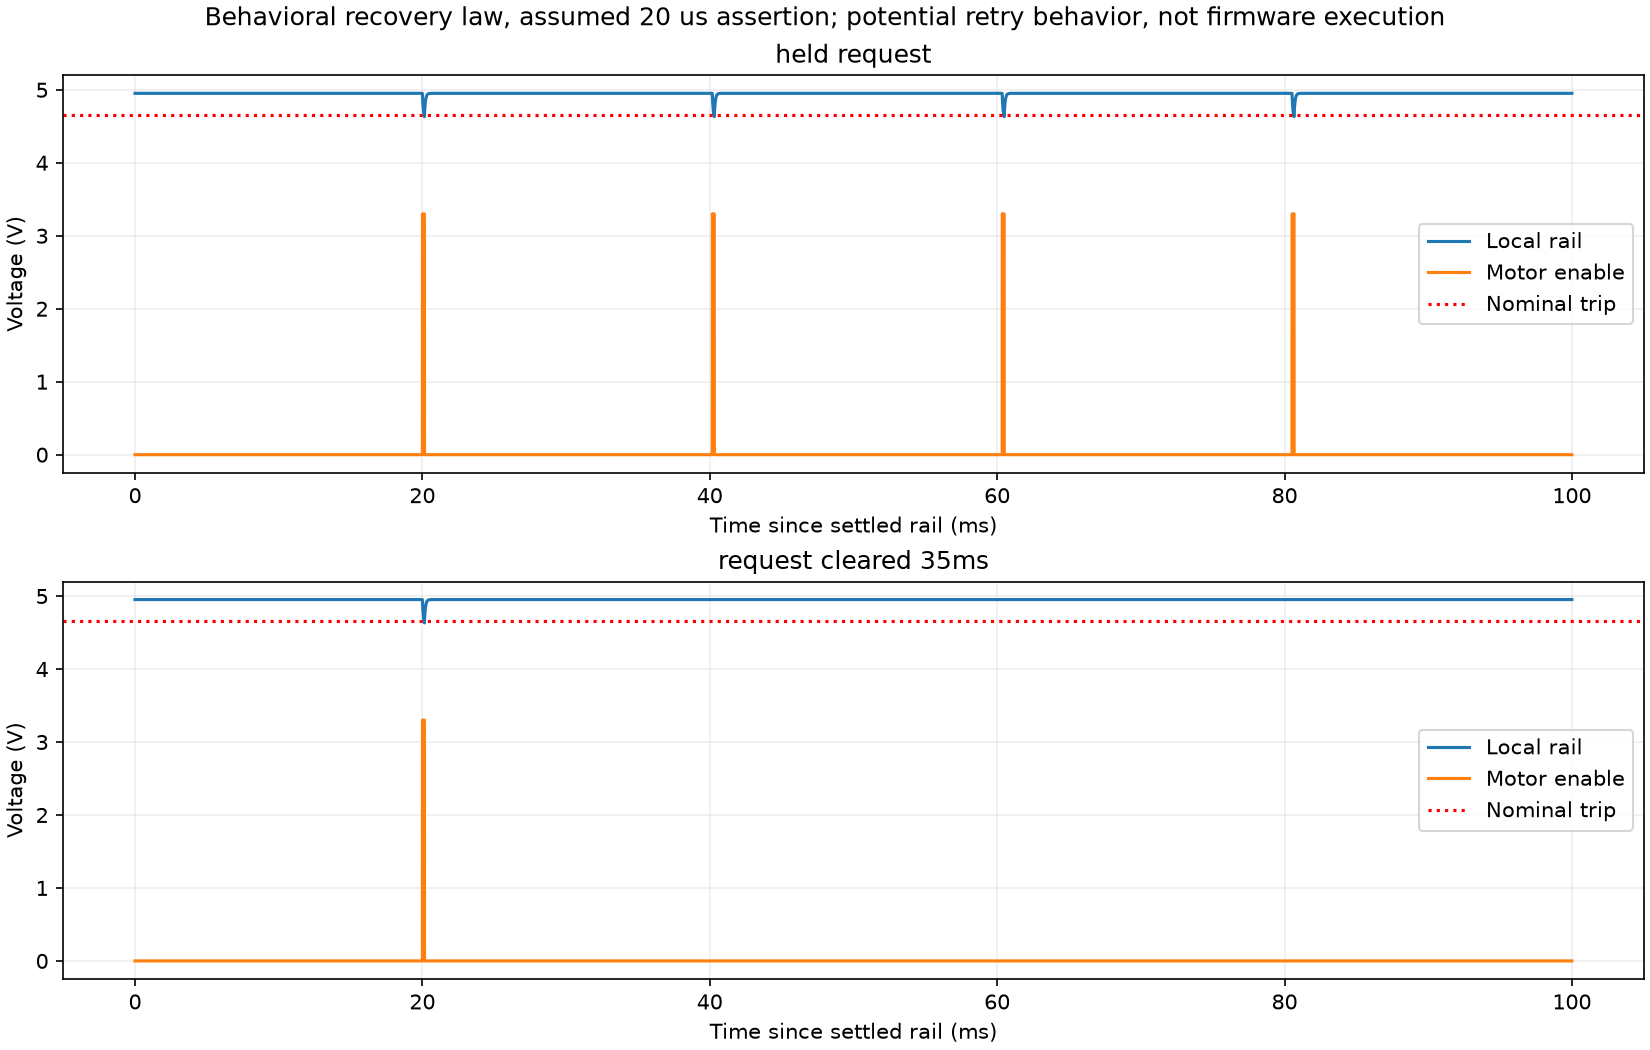 Behavioral recovery law, assumed 20 us assertion; potential retry behavior, not firmware execution
held request
5
4
3
2
1
0
Voltage (V)
Local rail
Motor enable
Nominal trip
0 20 40 60 80 100
Time since settled rail (ms)
request cleared 35ms
5
4
3
2
1
0
Voltage (V)
Local rail
Motor enable
Nominal trip
0 20 40 60 80 100
Time since settled rail (ms)